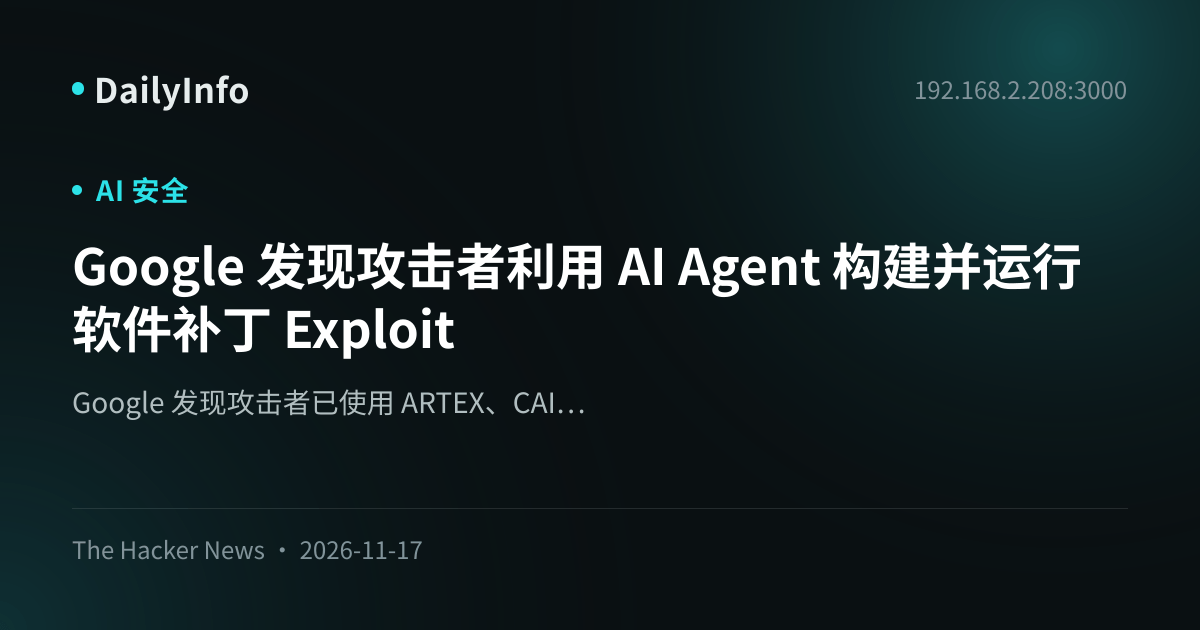 DailyInfo
192.168.2.208:3000
AI 安全
Google 发现攻击者利用 AI Agent 构建并运行
软件补丁 Exploit
Google 发现攻击者已使用 ARTEX、CAI…
The Hacker News · 2026-11-17